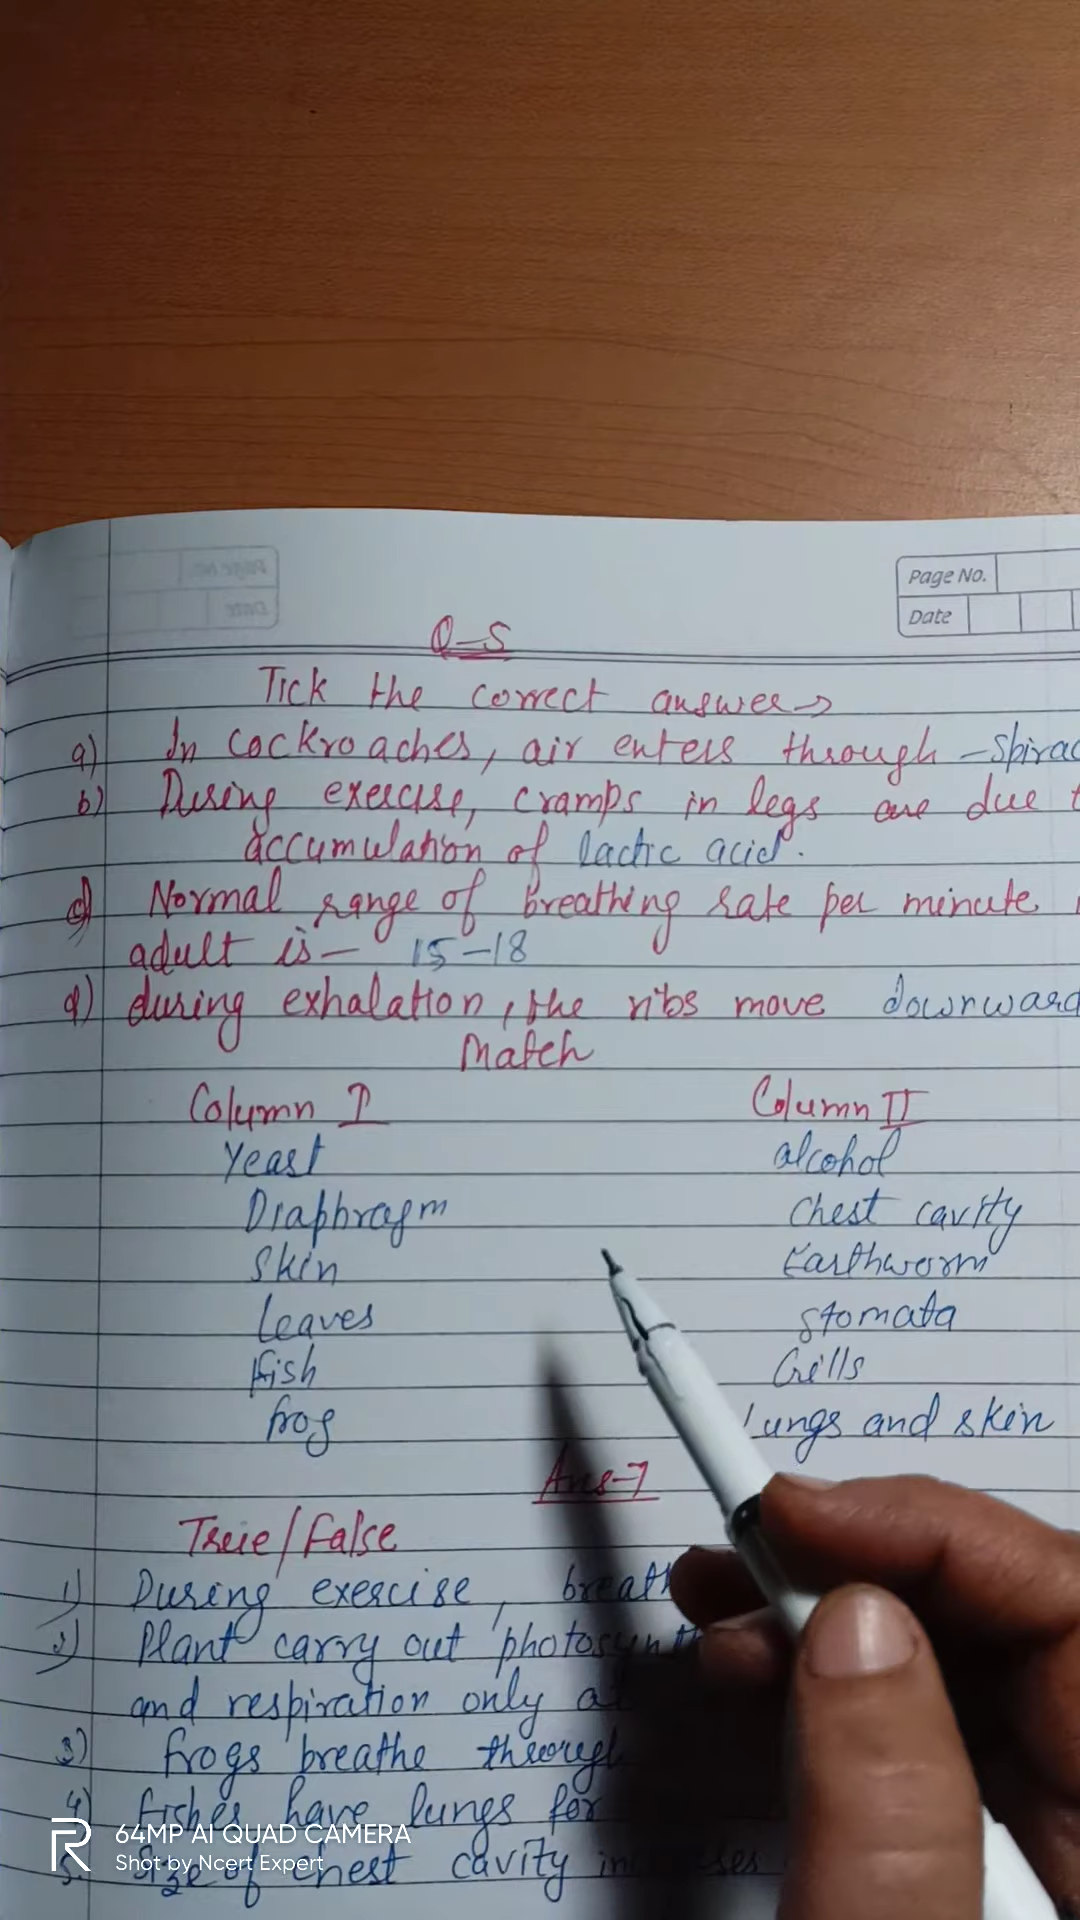 Page No.
Date
Q-5
Tick the correct answer→
a) In cockroaches, air enters through -
b) During exercise, cramps in legs are due
accumulation of lactic acid.
c) Normal range of breathing rate per minute
adult is- 15-18
d) during exhalation, the ribs move downward
Match
Column I Column II
Yeast alcohol
Diaphragm Chest cavity
Skin Earthworm
Leaves Stomata
Fish Gills
frog lungs and skin
Ans-7
True/False
1) During exercise,
2) Plant carry out
and respiration only
3) frogs breathe through
4) fishes have lungs for
5. Size of chest cavity
64MP AI QUAD CAMERA
Shot by Ncert Expert